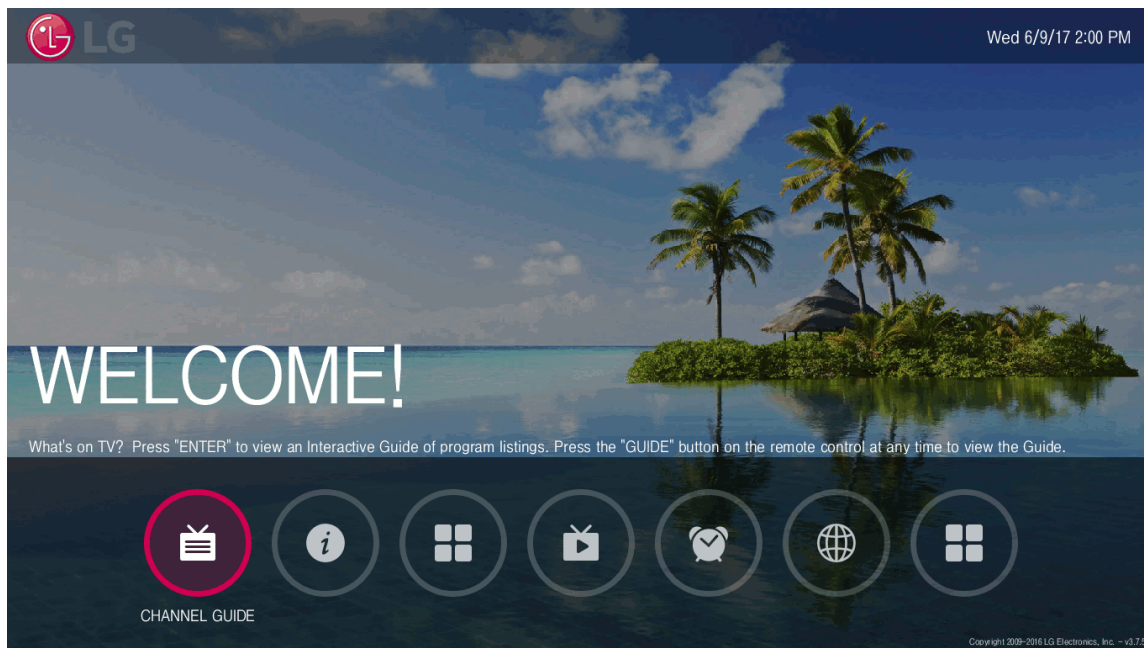 LG
Wed 6/9/17 2:00 PM
WELCOME!
What's on TV? Press "ENTER" to view an Interactive Guide of program listings. Press the "GUIDE" button on the remote control at any time to view the Guide.
CHANNEL GUIDE
Copyright 2009-2016 LG Electronics, Inc. - v3.7.5